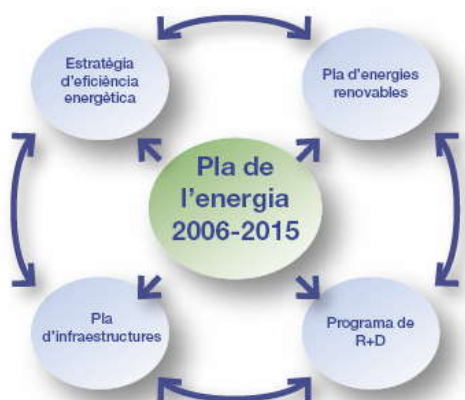 Estratègia
d'eficiència
energètica
Pla d'energies
renovables
Pla de
l'energia
2006-2015
Pla
d'infraestructures
Programa de
R+D